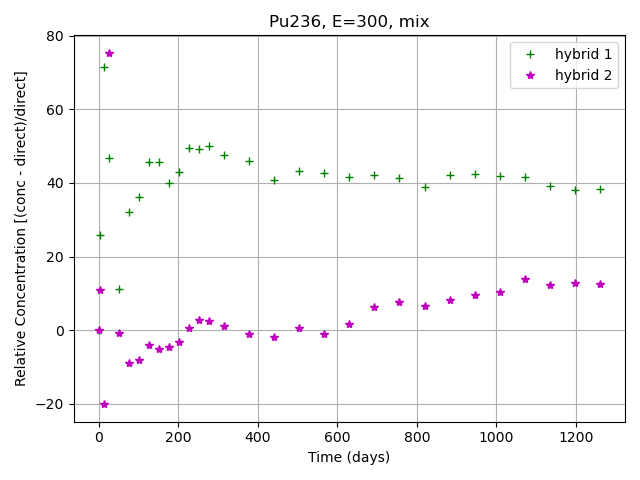 Pu236, E=300, mix
hybrid 1
hybrid 2
Relative Concentration [(conc - direct)/direct]
80
60
40
20
0
−20
0 200 400 600 800 1000 1200
Time (days)